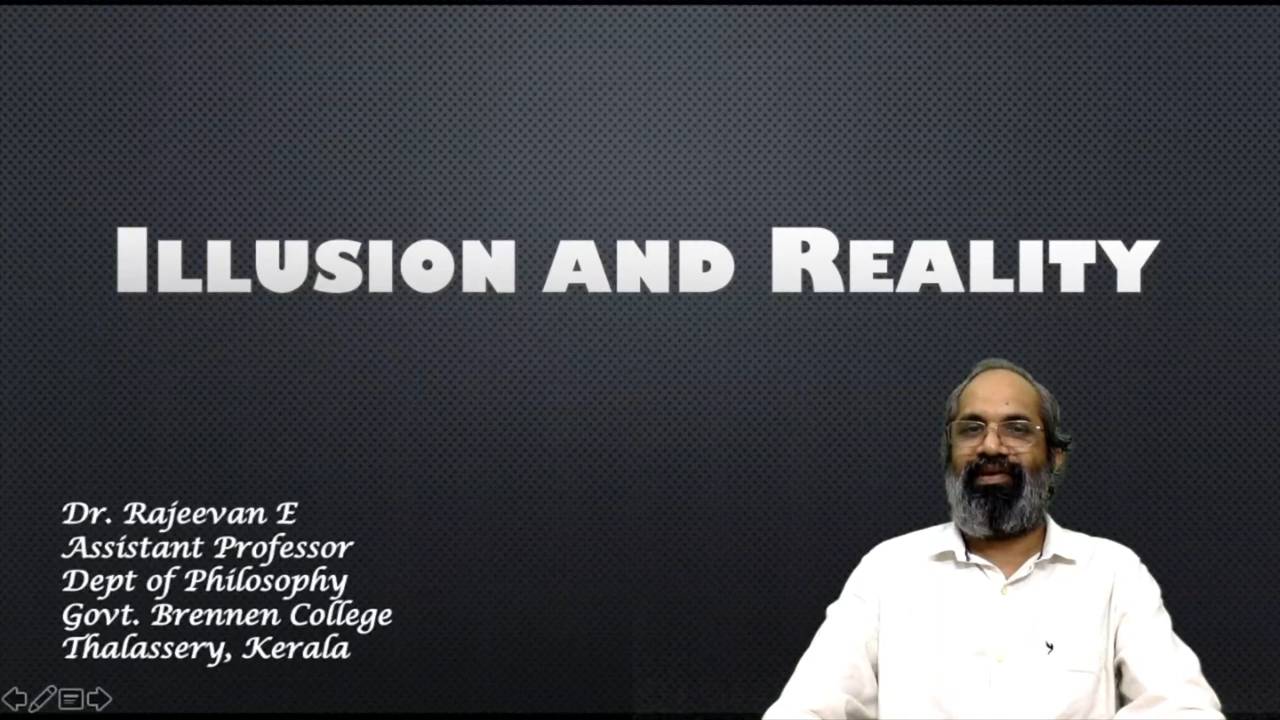 Illusion and Reality
Dr. Rajeevan E
Assistant Professor
Dept of Philosophy
Govt. Brennen College
Thalassery, Kerala